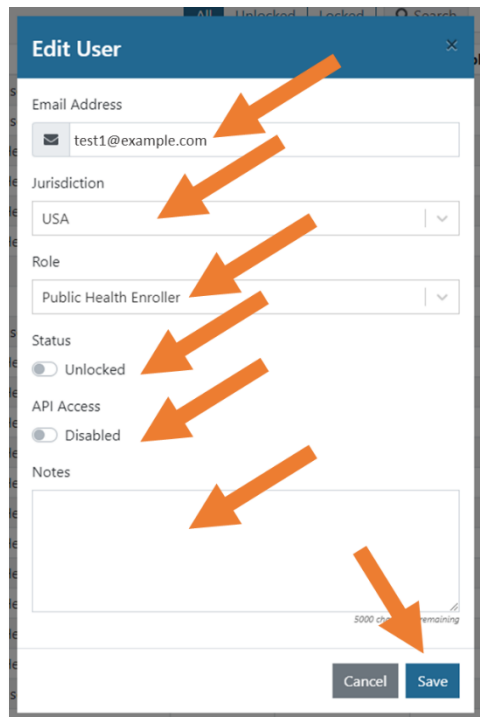 All Unlocked Locked Search
Edit User
×
Email Address
test1@example.com
Jurisdiction
USA
Role
Public Health Enroller
Status
Unlocked
API Access
Disabled
Notes
5000 remaining
Cancel Save